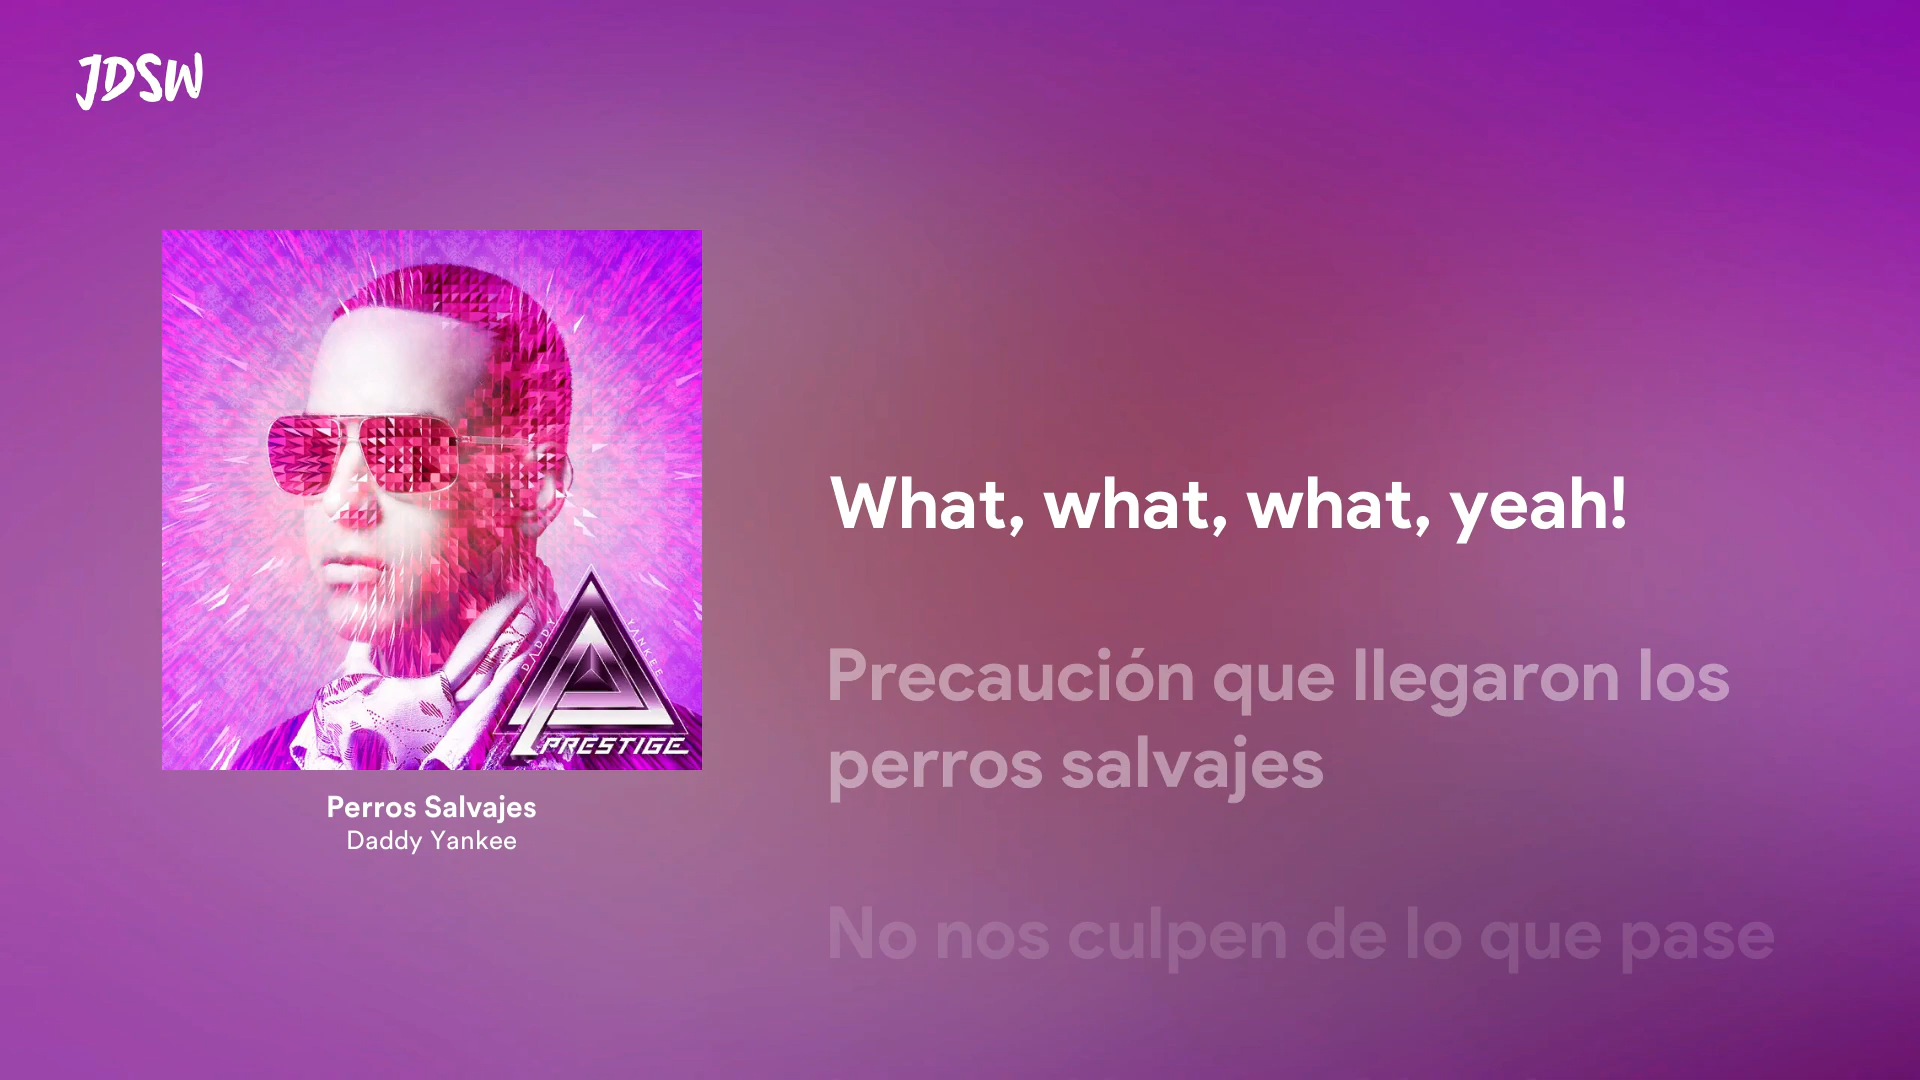 JDSW
What, what, what, yeah!
Precaución que llegaron los
perros salvajes
No nos culpen de lo que pase
DADDY YANKEE
PRESTIGE
Perros Salvajes
Daddy Yankee